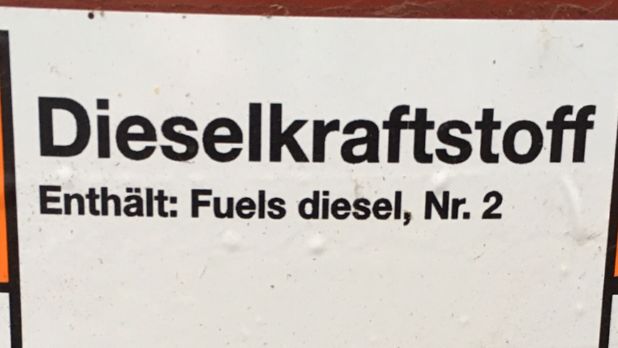 Dieselkraftstoff
Enthält: Fuels diesel, Nr. 2